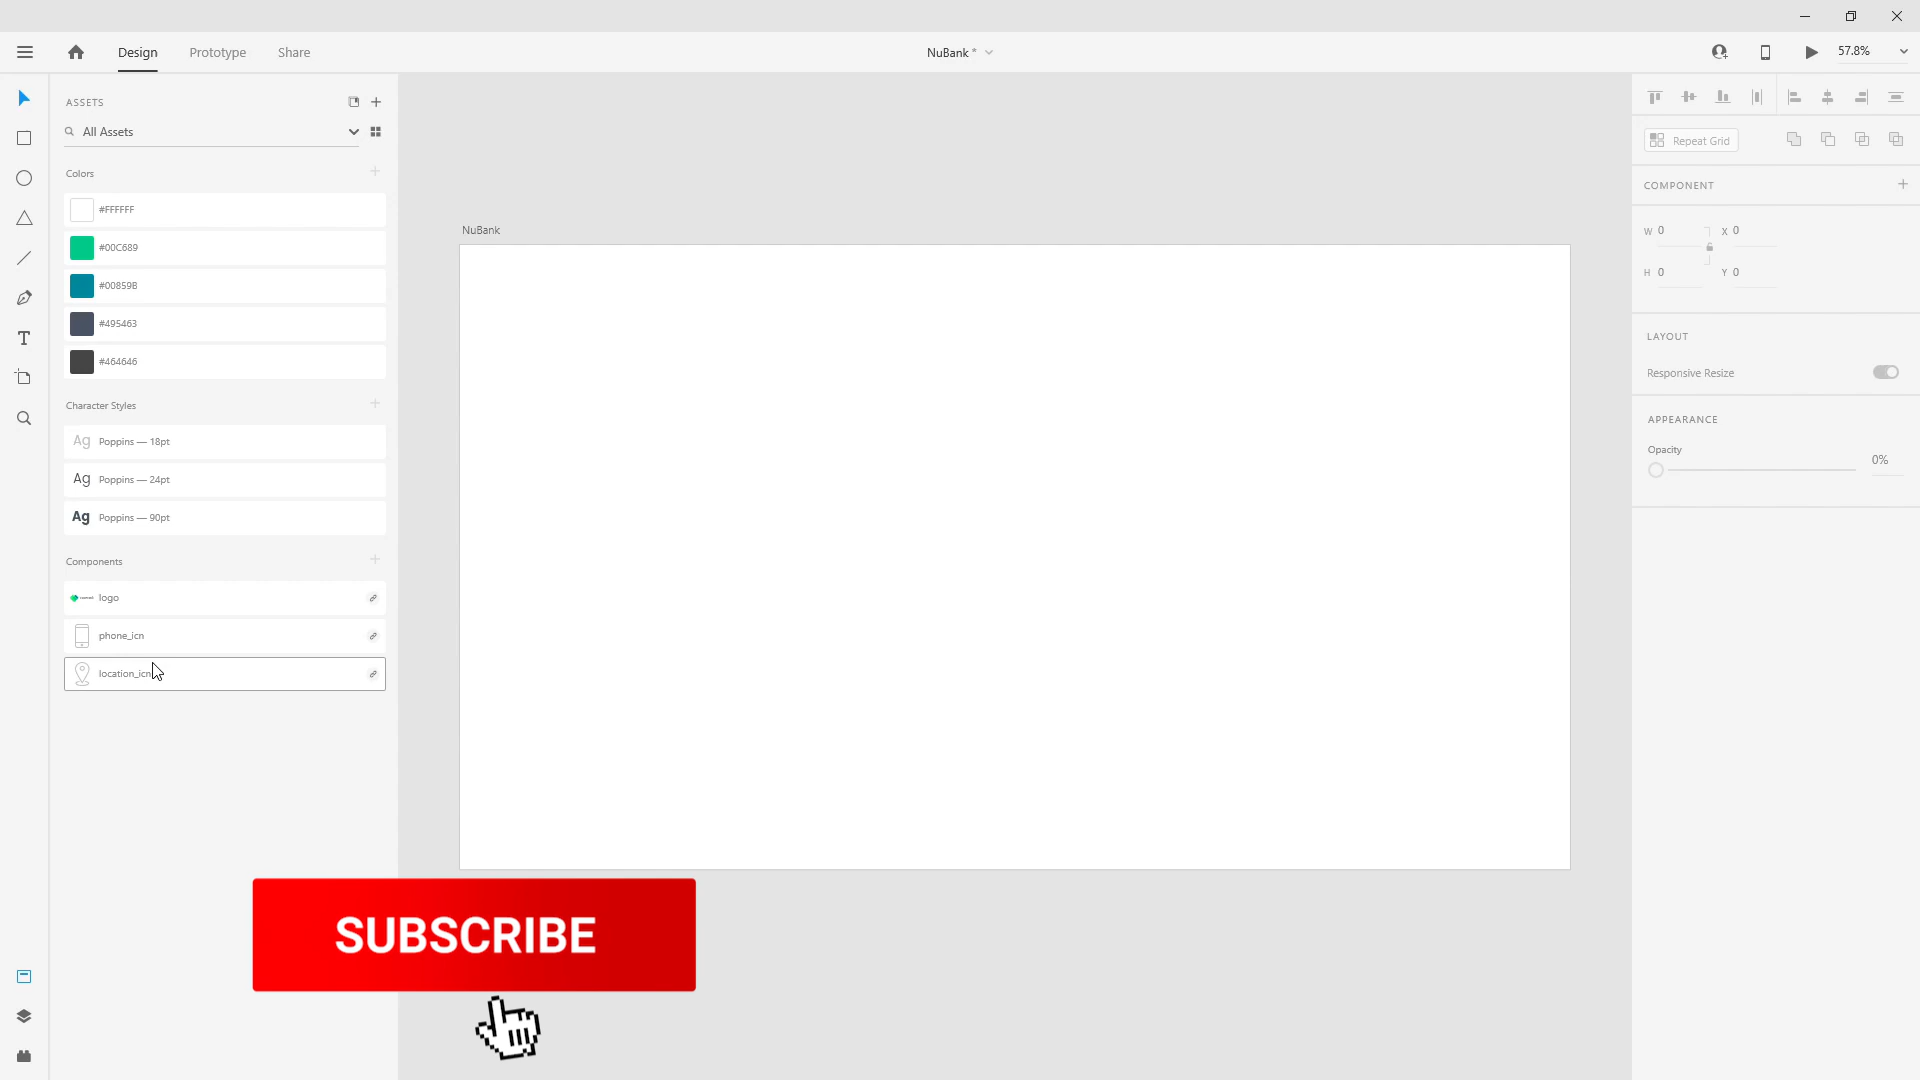 Design
Prototype
Share
NuBank *
57.8%
ASSETS
All Assets
Colors
#FFFFFF
#00C689
#00859B
#495463
#464646
Character Styles
Ag Poppins — 18pt
Ag Poppins — 24pt
Ag Poppins — 90pt
Components
logo
phone_icn
location_icn
NuBank
SUBSCRIBE
Repeat Grid
COMPONENT
W 0
X 0
H 0
Y 0
LAYOUT
Responsive Resize
APPEARANCE
Opacity
0%